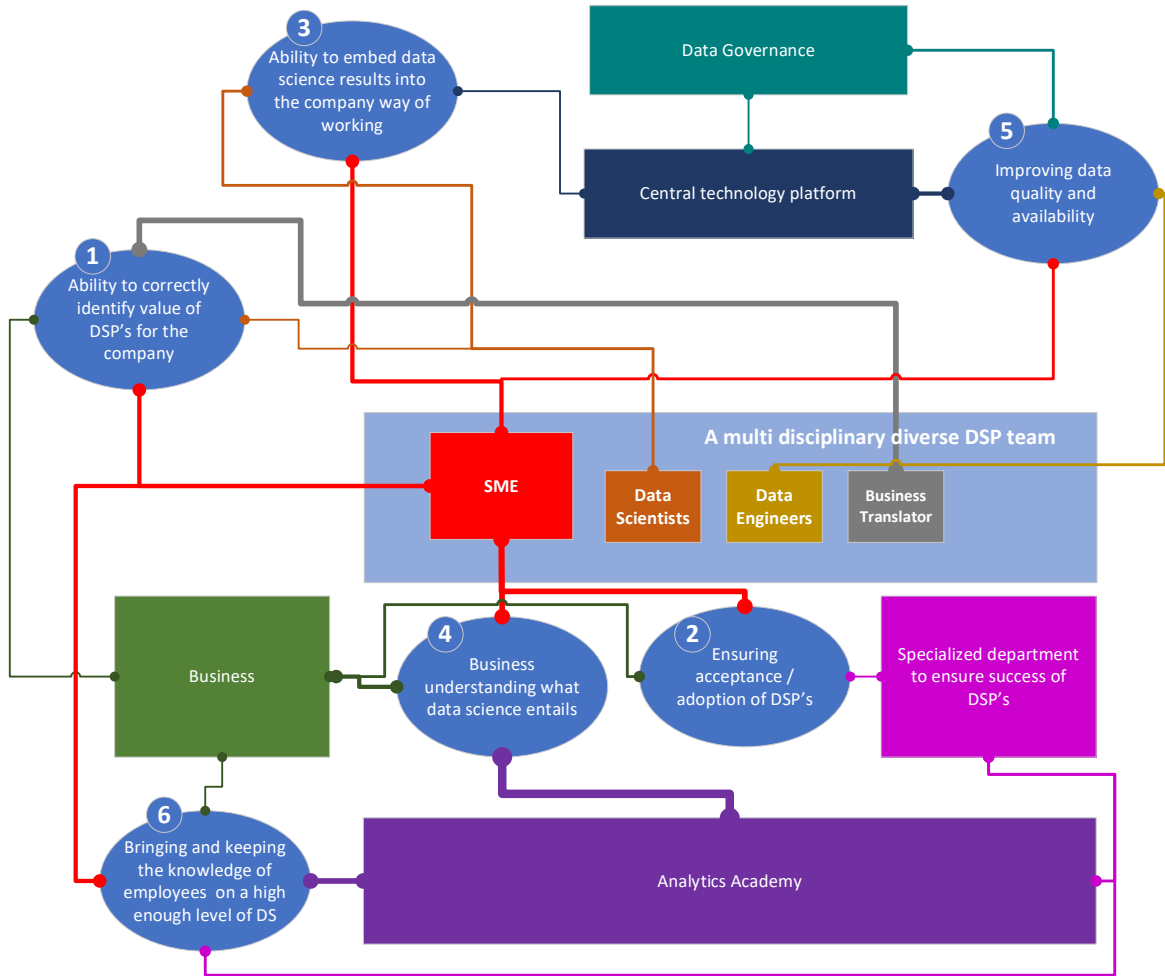 3
Ability to embed data
science results into
the company way of
working
Data Governance
5
Improving data
quality and
availability
Central technology platform
1
Ability to correctly
identify value of
DSP's for the
company
A multi disciplinary diverse DSP team
SME
Data
Scientists
Data
Engineers
Business
Translator
Business
4
Business
understanding what
data science entails
2
Ensuring
acceptance /
adoption of DSP's
Specialized department
to ensure success of
DSP's
6
Bringing and keeping
the knowledge of
employees on a high
enough level of DS
Analytics Academy